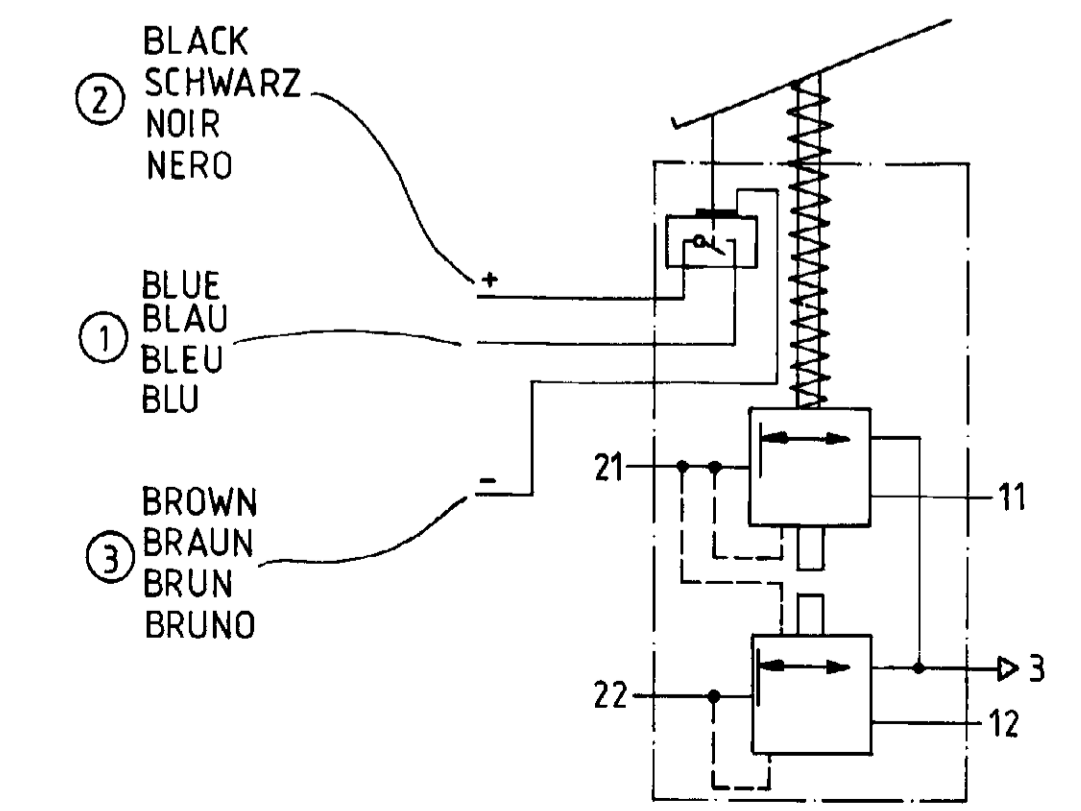 BLACK
② SCHWARZ
NOIR
NERO
+
BLUE
① BLAU
BLEU
BLU
21
-
11
BROWN
③ BRAUN
BRUN
BRUNO
22
3
12